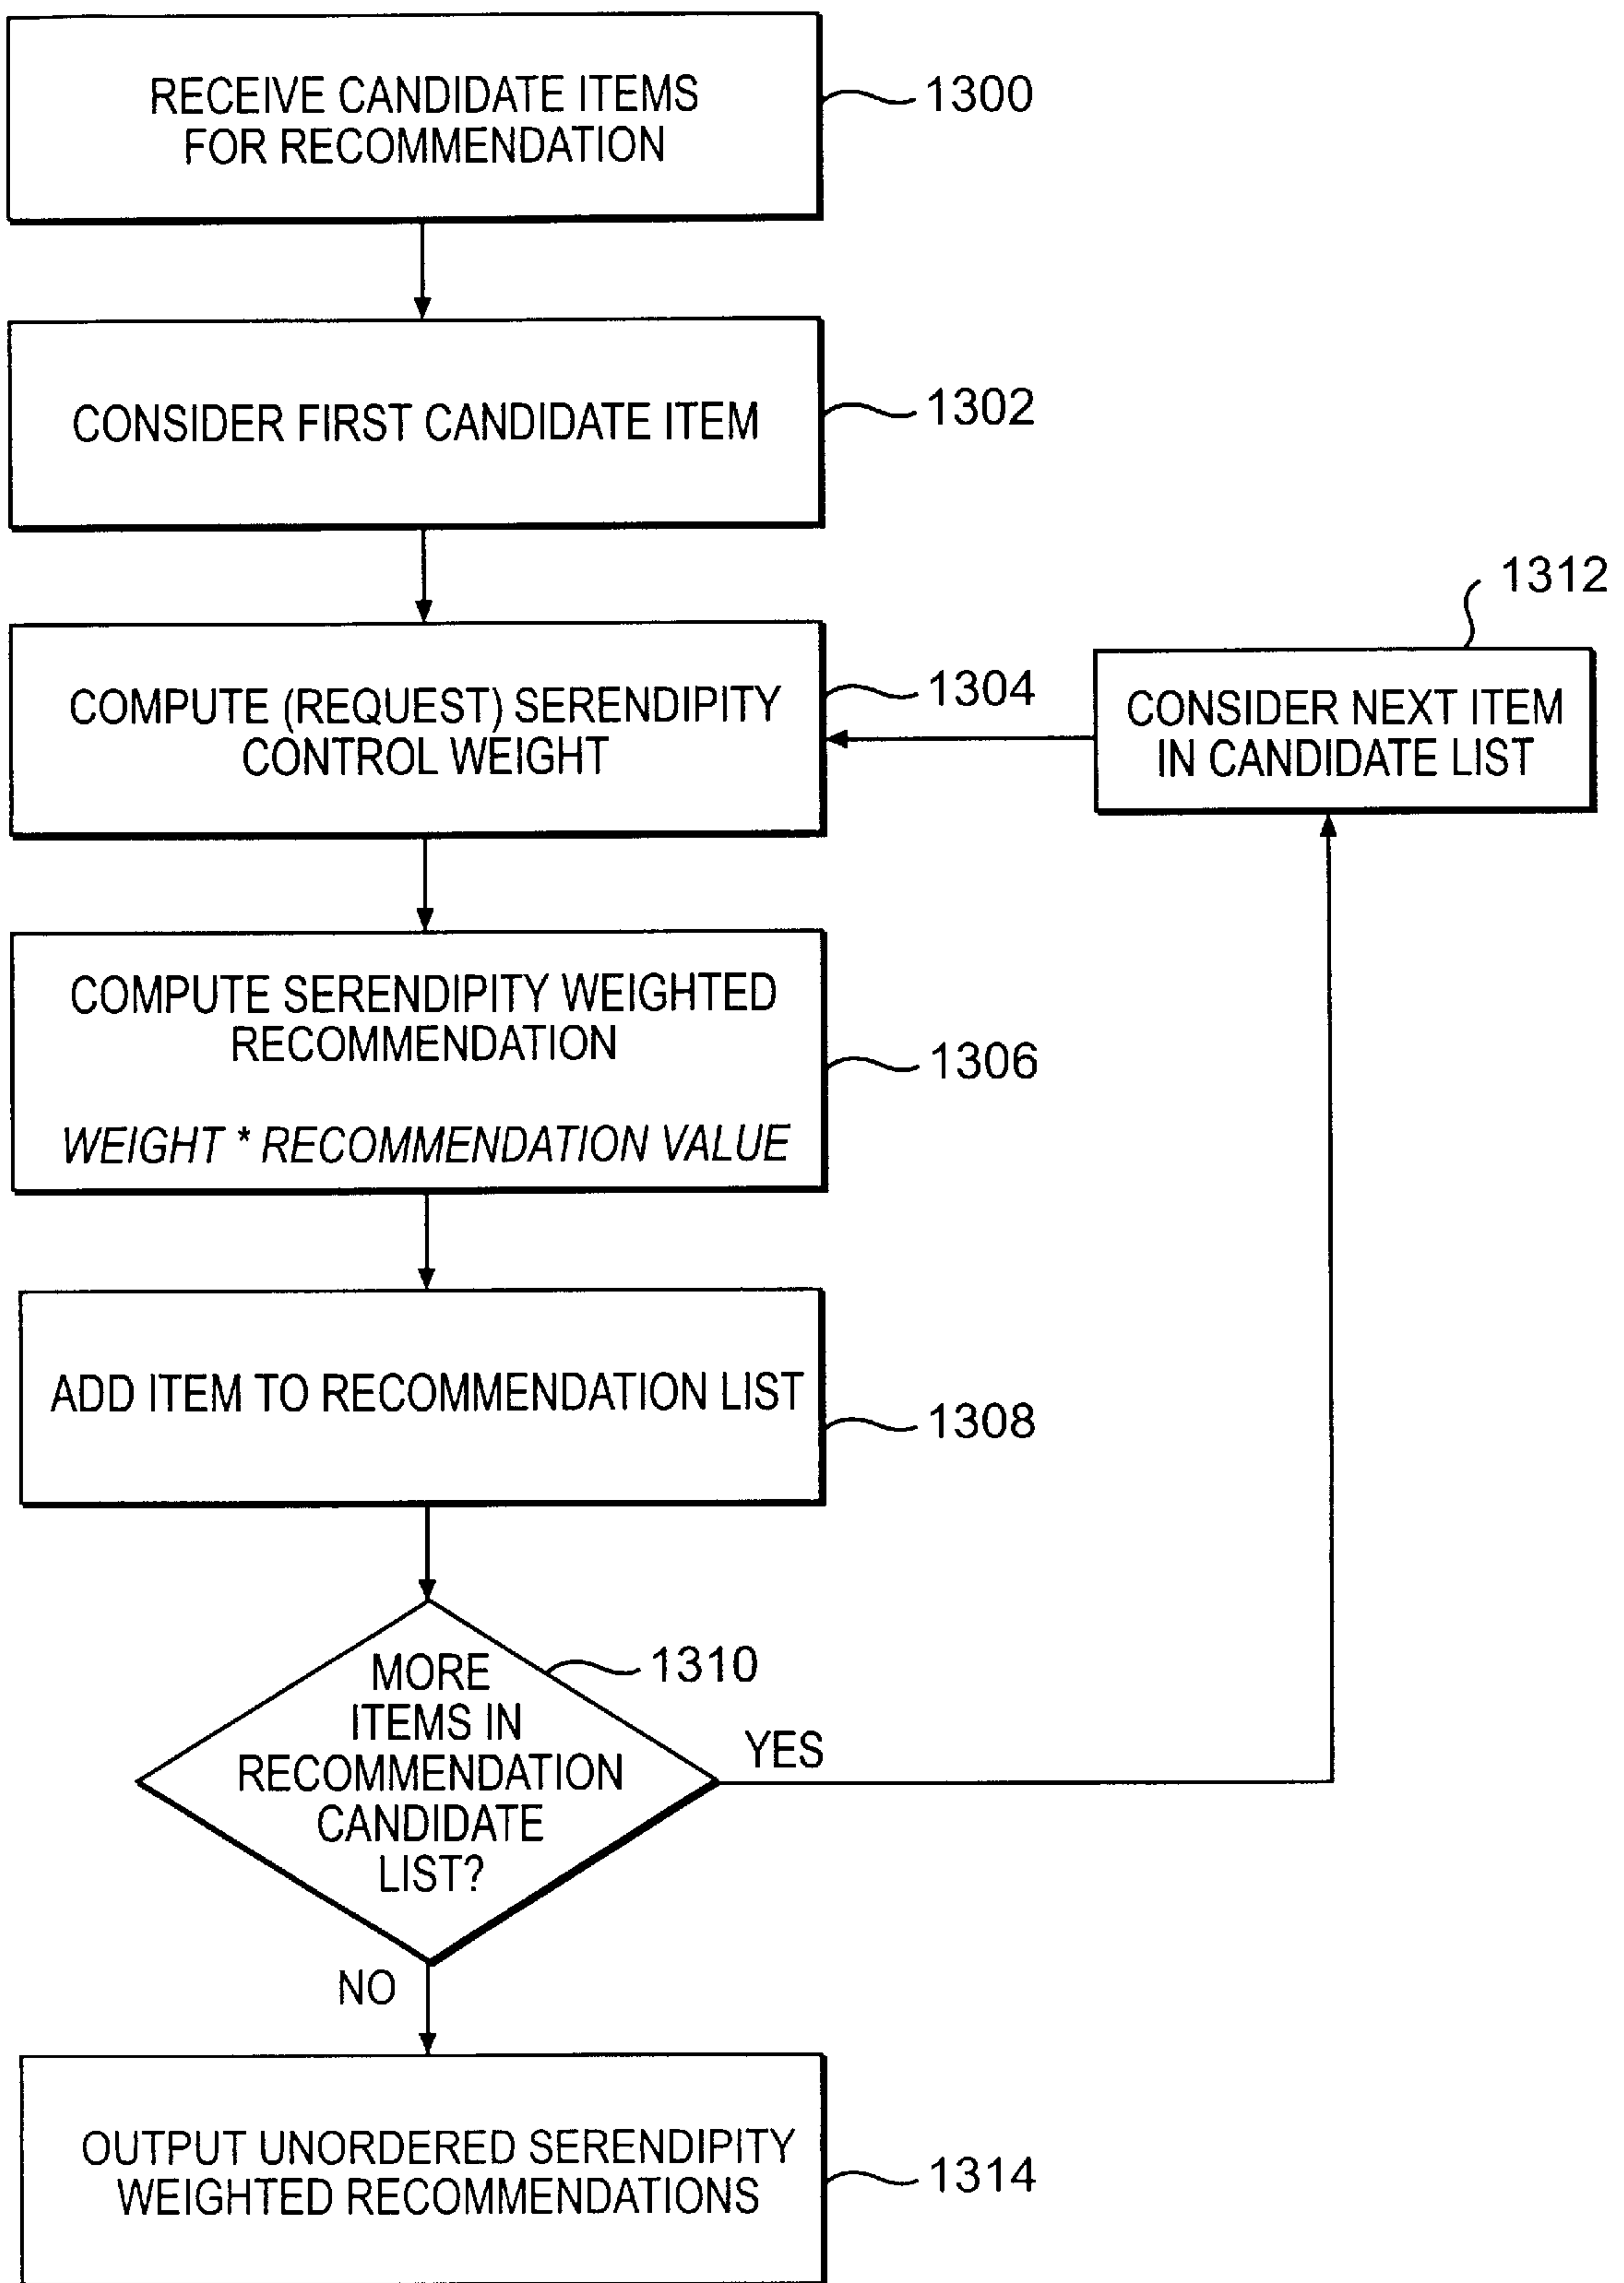 RECEIVE CANDIDATE ITEMS
FOR RECOMMENDATION
1300
CONSIDER FIRST CANDIDATE ITEM
1302
COMPUTE (REQUEST) SERENDIPITY
CONTROL WEIGHT
1304
1312
CONSIDER NEXT ITEM
IN CANDIDATE LIST
COMPUTE SERENDIPITY WEIGHTED
RECOMMENDATION
WEIGHT * RECOMMENDATION VALUE
1306
ADD ITEM TO RECOMMENDATION LIST
1308
MORE
ITEMS IN
RECOMMENDATION
CANDIDATE
LIST?
1310
YES
NO
OUTPUT UNORDERED SERENDIPITY
WEIGHTED RECOMMENDATIONS
1314